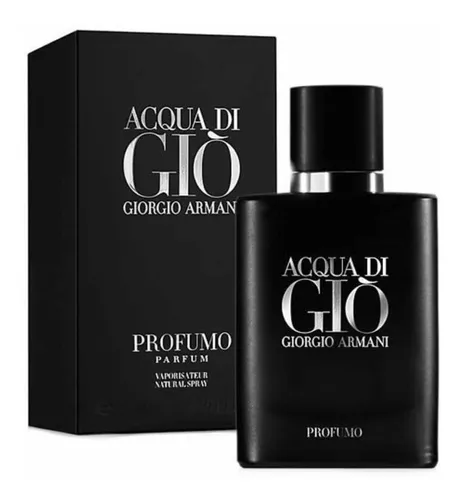 ACQUA DI
GIÒ
GIORGIO ARMANI
PROFUMO
PARFUM
VAPORISATEUR
NATURAL SPRAY
ACQUA DI
GIÒ
GIORGIO ARMANI
PROFUMO